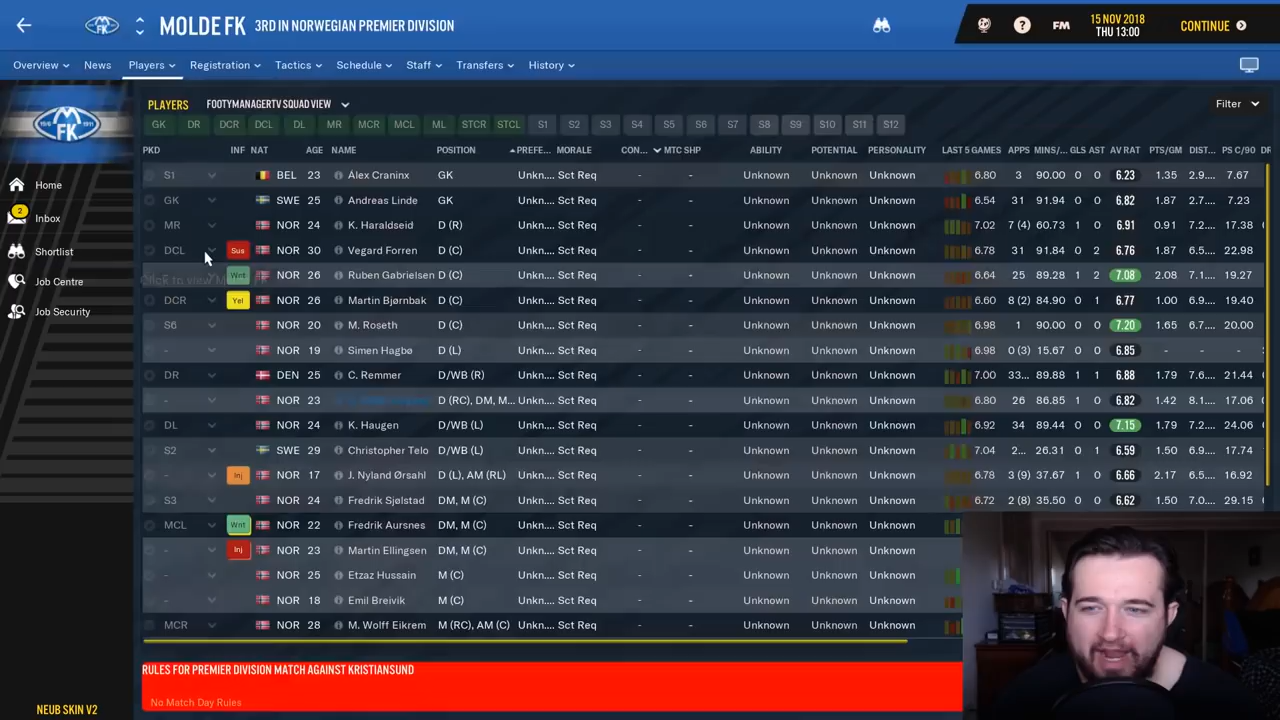 MOLDE FK 3RD IN NORWEGIAN PREMIER DIVISION
? FM 15 NOV 2018 THU 13:00 CONTINUE
Overview News Players Registration Tactics Schedule Staff Transfers History
PLAYERS FOOTYMANAGERTV SQUAD VIEW Filter
GK DR DCR DCL DL MR MCR MCL ML STCR STCL S1 S2 S3 S4 S5 S6 S7 S8 S9 S10 S11 S12
PKD INF NAT AGE NAME POSITION PREFE... MORALE CON... MTC SHP ABILITY POTENTIAL PERSONALITY LAST 5 GAMES APPS MINS/... GLS AST AV RAT PTS/GM DIST... PS C/90 DR
S1 BEL 23 Álex Craninx GK Unkn.... Sct Req - - Unknown Unknown Unknown 6.80 3 90.00 0 0 6.23 1.35 2.9.... 7.67
GK SWE 25 Andreas Linde GK Unkn.... Sct Req - - Unknown Unknown Unknown 6.54 31 91.94 0 0 6.82 1.87 2.7.... 7.23
MR NOR 24 K. Haraldseid D (R) Unkn.... Sct Req - - Unknown Unknown Unknown 7.02 7 (4) 60.73 1 0 6.91 0.91 7.2.... 17.38
DCL Sus NOR 30 Vegard Forren D (C) Unkn.... Sct Req - - Unknown Unknown Unknown 6.78 31 91.84 0 2 6.76 1.87 6.5.... 22.98
Wnt NOR 26 Ruben Gabrielsen D (C) Unkn.... Sct Req - - Unknown Unknown Unknown 6.64 25 89.28 1 2 7.08 2.08 7.1.... 19.27
DCR Yel NOR 26 Martin Bjørnbak D (C) Unkn.... Sct Req - - Unknown Unknown Unknown 6.60 8 (2) 84.90 0 1 6.77 1.00 6.9.... 19.40
S6 NOR 20 M. Roseth D (C) Unkn.... Sct Req - - Unknown Unknown Unknown 6.98 1 90.00 0 0 7.20 1.65 6.7.... 20.00
- NOR 19 Simen Hagbø D (L) Unkn.... Sct Req - - Unknown Unknown Unknown 6.98 0 (3) 15.67 0 0 6.85 - - -
DR DEN 25 C. Remmer D/WB (R) Unkn.... Sct Req - - Unknown Unknown Unknown 7.00 33... 89.88 1 1 6.88 1.79 7.6.... 21.44
- NOR 23 D (RC), DM, M... Unkn.... Sct Req - - Unknown Unknown Unknown 6.80 26 86.85 1 0 6.82 1.42 8.1.... 17.06
DL NOR 24 K. Haugen D/WB (L) Unkn.... Sct Req - - Unknown Unknown Unknown 6.92 34 89.44 0 0 7.15 1.79 7.2.... 24.06
S2 SWE 29 Christopher Telo D/WB (L) Unkn.... Sct Req - - Unknown Unknown Unknown 7.04 2... 26.31 0 1 6.59 1.50 6.9.... 17.74
- Inj NOR 17 J. Nyland Ørsahl D (L), AM (RL) Unkn.... Sct Req - - Unknown Unknown Unknown 6.78 3 (9) 37.67 1 0 6.66 2.17 6.5.... 16.92
S3 NOR 24 Fredrik Sjølstad DM, M (C) Unkn.... Sct Req - - Unknown Unknown Unknown 6.72 2 (8) 35.50 0 0 6.62 1.50 7.0.... 29.15
MCL Wnt NOR 22 Fredrik Aursnes DM, M (C) Unkn.... Sct Req - - Unknown Unknown Unknown
- Inj NOR 23 Martin Ellingsen DM, M (C) Unkn.... Sct Req - - Unknown Unknown Unknown
- NOR 25 Etzaz Hussain M (C) Unkn.... Sct Req - - Unknown Unknown Unknown
- NOR 18 Emil Breivik M (C) Unkn.... Sct Req - - Unknown Unknown Unknown
MCR NOR 28 M. Wolff Eikrem M (RC), AM (C) Unkn.... Sct Req - - Unknown Unknown Unknown
Home
2 Inbox
Shortlist
Job Centre
Job Security
RULES FOR PREMIER DIVISION MATCH AGAINST KRISTIANSUND
No Match Day Rules
NEUB SKIN V2